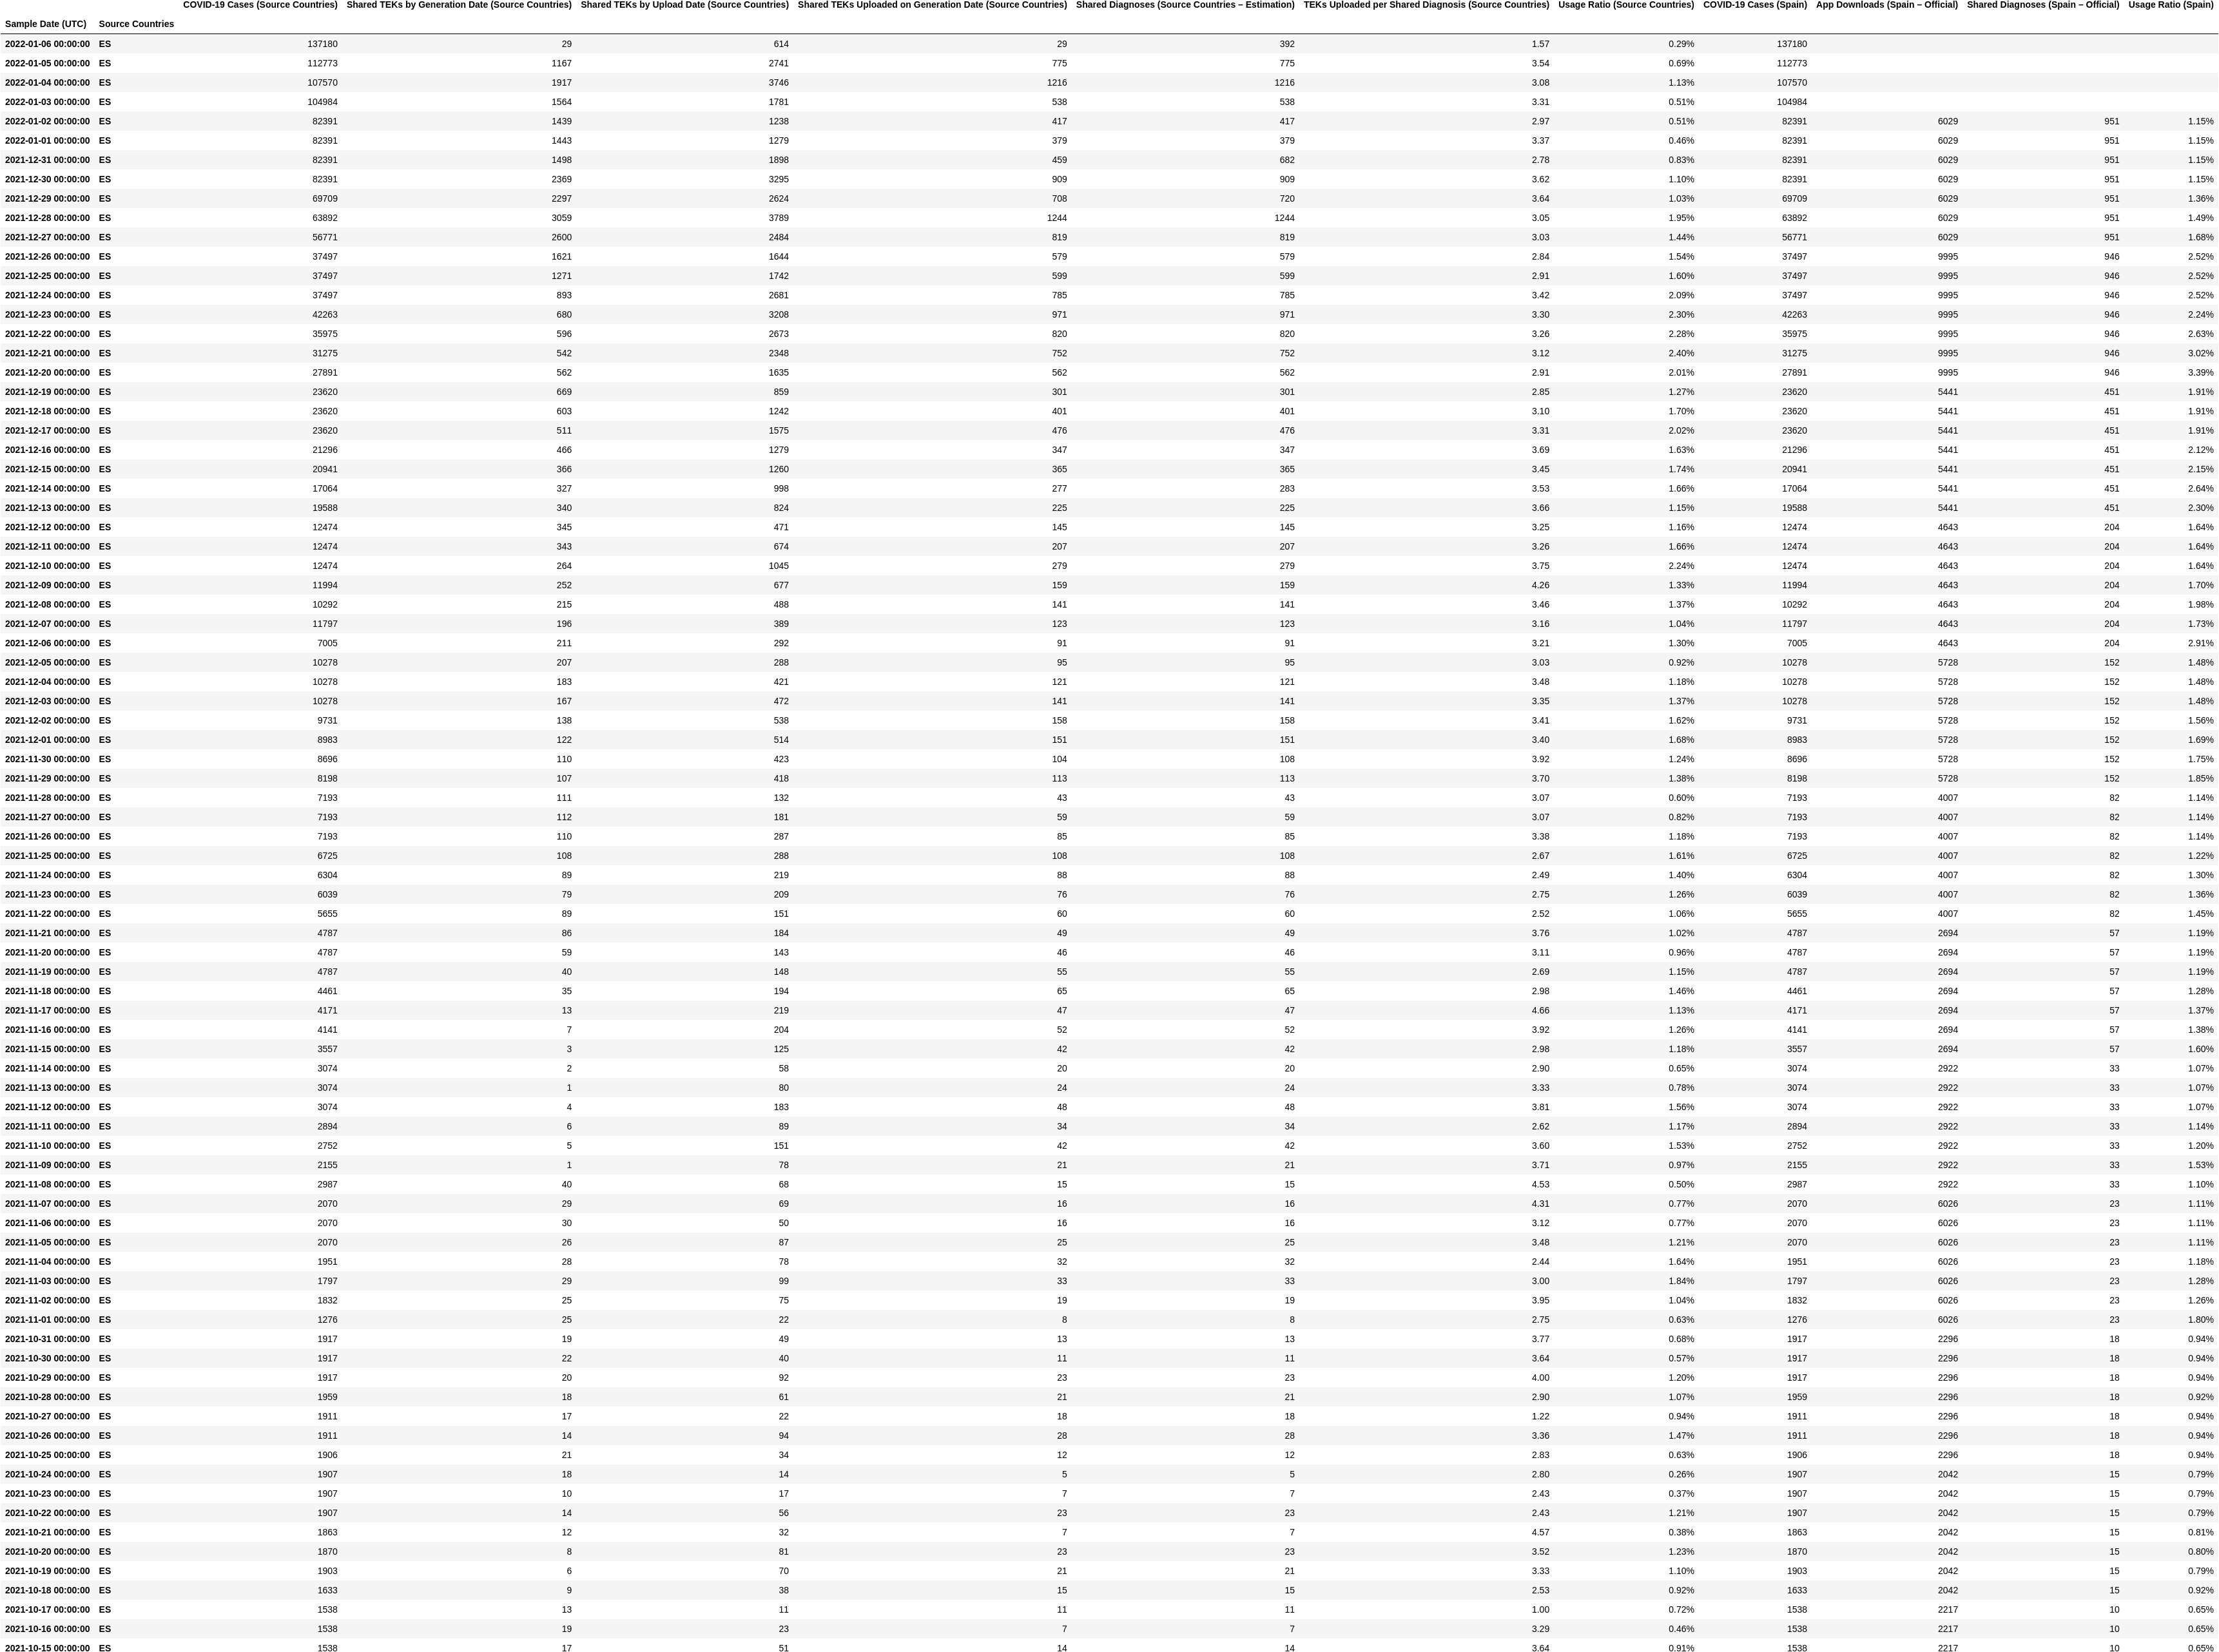 COVID-19 Cases (Source Countries) Shared TEKs by Generation Date (Source Countries) Shared TEKs by Upload Date (Source Countries) Shared TEKs Uploaded on Generation Date (Source Countries) Shared Diagnoses (Source Countries – Estimation) TEKs Uploaded per Shared Diagnosis (Source Countries) Usage Ratio (Source Countries) COVID-19 Cases (Spain) App Downloads (Spain – Official) Shared Diagnoses (Spain – Official) Usage Ratio (Spain)
Sample Date (UTC) Source Countries
2022-01-06 00:00:00 ES 137180 29 614 29 392 1.57 0.29% 137180
2022-01-05 00:00:00 ES 112773 1167 2741 775 775 3.54 0.69% 112773
2022-01-04 00:00:00 ES 107570 1917 3746 1216 1216 3.08 1.13% 107570
2022-01-03 00:00:00 ES 104984 1564 1781 538 538 3.31 0.51% 104984
2022-01-02 00:00:00 ES 82391 1439 1238 417 417 2.97 0.51% 82391 6029 951 1.15%
2022-01-01 00:00:00 ES 82391 1443 1279 379 379 3.37 0.46% 82391 6029 951 1.15%
2021-12-31 00:00:00 ES 82391 1498 1898 459 682 2.78 0.83% 82391 6029 951 1.15%
2021-12-30 00:00:00 ES 82391 2369 3295 909 909 3.62 1.10% 82391 6029 951 1.15%
2021-12-29 00:00:00 ES 69709 2297 2624 708 720 3.64 1.03% 69709 6029 951 1.36%
2021-12-28 00:00:00 ES 63892 3059 3789 1244 1244 3.05 1.95% 63892 6029 951 1.49%
2021-12-27 00:00:00 ES 56771 2600 2484 819 819 3.03 1.44% 56771 6029 951 1.68%
2021-12-26 00:00:00 ES 37497 1621 1644 579 579 2.84 1.54% 37497 9995 946 2.52%
2021-12-25 00:00:00 ES 37497 1271 1742 599 599 2.91 1.60% 37497 9995 946 2.52%
2021-12-24 00:00:00 ES 37497 893 2681 785 785 3.42 2.09% 37497 9995 946 2.52%
2021-12-23 00:00:00 ES 42263 680 3208 971 971 3.30 2.30% 42263 9995 946 2.24%
2021-12-22 00:00:00 ES 35975 596 2673 820 820 3.26 2.28% 35975 9995 946 2.63%
2021-12-21 00:00:00 ES 31275 542 2348 752 752 3.12 2.40% 31275 9995 946 3.02%
2021-12-20 00:00:00 ES 27891 562 1635 562 562 2.91 2.01% 27891 9995 946 3.39%
2021-12-19 00:00:00 ES 23620 669 859 301 301 2.85 1.27% 23620 5441 451 1.91%
2021-12-18 00:00:00 ES 23620 603 1242 401 401 3.10 1.70% 23620 5441 451 1.91%
2021-12-17 00:00:00 ES 23620 511 1575 476 476 3.31 2.02% 23620 5441 451 1.91%
2021-12-16 00:00:00 ES 21296 466 1279 347 347 3.69 1.63% 21296 5441 451 2.12%
2021-12-15 00:00:00 ES 20941 366 1260 365 365 3.45 1.74% 20941 5441 451 2.15%
2021-12-14 00:00:00 ES 17064 327 998 277 283 3.53 1.66% 17064 5441 451 2.64%
2021-12-13 00:00:00 ES 19588 340 824 225 225 3.66 1.15% 19588 5441 451 2.30%
2021-12-12 00:00:00 ES 12474 345 471 145 145 3.25 1.16% 12474 4643 204 1.64%
2021-12-11 00:00:00 ES 12474 343 674 207 207 3.26 1.66% 12474 4643 204 1.64%
2021-12-10 00:00:00 ES 12474 264 1045 279 279 3.75 2.24% 12474 4643 204 1.64%
2021-12-09 00:00:00 ES 11994 252 677 159 159 4.26 1.33% 11994 4643 204 1.70%
2021-12-08 00:00:00 ES 10292 215 488 141 141 3.46 1.37% 10292 4643 204 1.98%
2021-12-07 00:00:00 ES 11797 196 389 123 123 3.16 1.04% 11797 4643 204 1.73%
2021-12-06 00:00:00 ES 7005 211 292 91 91 3.21 1.30% 7005 4643 204 2.91%
2021-12-05 00:00:00 ES 10278 207 288 95 95 3.03 0.92% 10278 5728 152 1.48%
2021-12-04 00:00:00 ES 10278 183 421 121 121 3.48 1.18% 10278 5728 152 1.48%
2021-12-03 00:00:00 ES 10278 167 472 141 141 3.35 1.37% 10278 5728 152 1.48%
2021-12-02 00:00:00 ES 9731 138 538 158 158 3.41 1.62% 9731 5728 152 1.56%
2021-12-01 00:00:00 ES 8983 122 514 151 151 3.40 1.68% 8983 5728 152 1.69%
2021-11-30 00:00:00 ES 8696 110 423 104 108 3.92 1.24% 8696 5728 152 1.75%
2021-11-29 00:00:00 ES 8198 107 418 113 113 3.70 1.38% 8198 5728 152 1.85%
2021-11-28 00:00:00 ES 7193 111 132 43 43 3.07 0.60% 7193 4007 82 1.14%
2021-11-27 00:00:00 ES 7193 112 181 59 59 3.07 0.82% 7193 4007 82 1.14%
2021-11-26 00:00:00 ES 7193 110 287 85 85 3.38 1.18% 7193 4007 82 1.14%
2021-11-25 00:00:00 ES 6725 108 288 108 108 2.67 1.61% 6725 4007 82 1.22%
2021-11-24 00:00:00 ES 6304 89 219 88 88 2.49 1.40% 6304 4007 82 1.30%
2021-11-23 00:00:00 ES 6039 79 209 76 76 2.75 1.26% 6039 4007 82 1.36%
2021-11-22 00:00:00 ES 5655 89 151 60 60 2.52 1.06% 5655 4007 82 1.45%
2021-11-21 00:00:00 ES 4787 86 184 49 49 3.76 1.02% 4787 2694 57 1.19%
2021-11-20 00:00:00 ES 4787 59 143 46 46 3.11 0.96% 4787 2694 57 1.19%
2021-11-19 00:00:00 ES 4787 40 148 55 55 2.69 1.15% 4787 2694 57 1.19%
2021-11-18 00:00:00 ES 4461 35 194 65 65 2.98 1.46% 4461 2694 57 1.28%
2021-11-17 00:00:00 ES 4171 13 219 47 47 4.66 1.13% 4171 2694 57 1.37%
2021-11-16 00:00:00 ES 4141 7 204 52 52 3.92 1.26% 4141 2694 57 1.38%
2021-11-15 00:00:00 ES 3557 3 125 42 42 2.98 1.18% 3557 2694 57 1.60%
2021-11-14 00:00:00 ES 3074 2 58 20 20 2.90 0.65% 3074 2922 33 1.07%
2021-11-13 00:00:00 ES 3074 1 80 24 24 3.33 0.78% 3074 2922 33 1.07%
2021-11-12 00:00:00 ES 3074 4 183 48 48 3.81 1.56% 3074 2922 33 1.07%
2021-11-11 00:00:00 ES 2894 6 89 34 34 2.62 1.17% 2894 2922 33 1.14%
2021-11-10 00:00:00 ES 2752 5 151 42 42 3.60 1.53% 2752 2922 33 1.20%
2021-11-09 00:00:00 ES 2155 1 78 21 21 3.71 0.97% 2155 2922 33 1.53%
2021-11-08 00:00:00 ES 2987 40 68 15 15 4.53 0.50% 2987 2922 33 1.10%
2021-11-07 00:00:00 ES 2070 29 69 16 16 4.31 0.77% 2070 6026 23 1.11%
2021-11-06 00:00:00 ES 2070 30 50 16 16 3.12 0.77% 2070 6026 23 1.11%
2021-11-05 00:00:00 ES 2070 26 87 25 25 3.48 1.21% 2070 6026 23 1.11%
2021-11-04 00:00:00 ES 1951 28 78 32 32 2.44 1.64% 1951 6026 23 1.18%
2021-11-03 00:00:00 ES 1797 29 99 33 33 3.00 1.84% 1797 6026 23 1.28%
2021-11-02 00:00:00 ES 1832 25 75 19 19 3.95 1.04% 1832 6026 23 1.26%
2021-11-01 00:00:00 ES 1276 25 22 8 8 2.75 0.63% 1276 6026 23 1.80%
2021-10-31 00:00:00 ES 1917 19 49 13 13 3.77 0.68% 1917 2296 18 0.94%
2021-10-30 00:00:00 ES 1917 22 40 11 11 3.64 0.57% 1917 2296 18 0.94%
2021-10-29 00:00:00 ES 1917 20 92 23 23 4.00 1.20% 1917 2296 18 0.94%
2021-10-28 00:00:00 ES 1959 18 61 21 21 2.90 1.07% 1959 2296 18 0.92%
2021-10-27 00:00:00 ES 1911 17 22 18 18 1.22 0.94% 1911 2296 18 0.94%
2021-10-26 00:00:00 ES 1911 14 94 28 28 3.36 1.47% 1911 2296 18 0.94%
2021-10-25 00:00:00 ES 1906 21 34 12 12 2.83 0.63% 1906 2296 18 0.94%
2021-10-24 00:00:00 ES 1907 18 14 5 5 2.80 0.26% 1907 2042 15 0.79%
2021-10-23 00:00:00 ES 1907 10 17 7 7 2.43 0.37% 1907 2042 15 0.79%
2021-10-22 00:00:00 ES 1907 14 56 23 23 2.43 1.21% 1907 2042 15 0.79%
2021-10-21 00:00:00 ES 1863 12 32 7 7 4.57 0.38% 1863 2042 15 0.81%
2021-10-20 00:00:00 ES 1870 8 81 23 23 3.52 1.23% 1870 2042 15 0.80%
2021-10-19 00:00:00 ES 1903 6 70 21 21 3.33 1.10% 1903 2042 15 0.79%
2021-10-18 00:00:00 ES 1633 9 38 15 15 2.53 0.92% 1633 2042 15 0.92%
2021-10-17 00:00:00 ES 1538 13 11 11 11 1.00 0.72% 1538 2217 10 0.65%
2021-10-16 00:00:00 ES 1538 19 23 7 7 3.29 0.46% 1538 2217 10 0.65%
2021-10-15 00:00:00 ES 1538 17 51 14 14 3.64 0.91% 1538 2217 10 0.65%